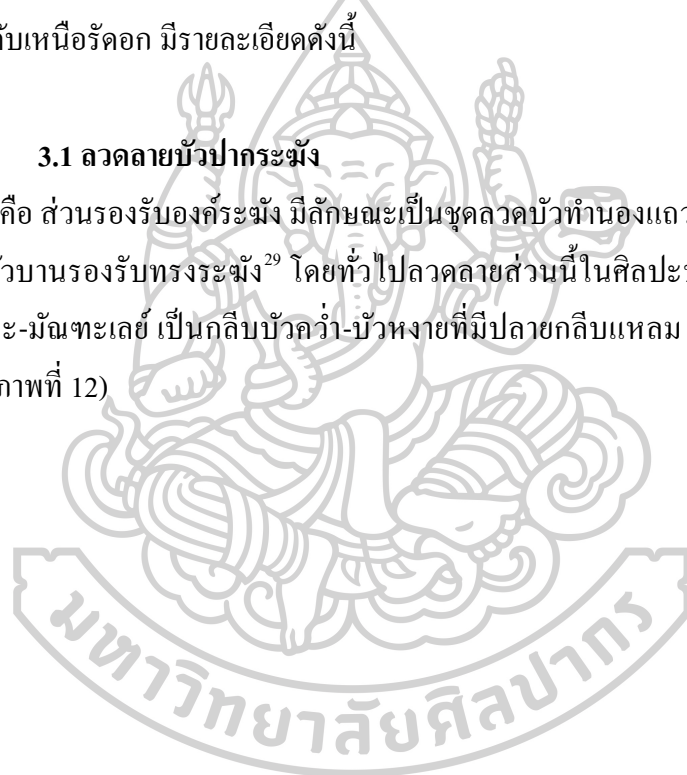 ับเหนือรัดอก มีรายละเอียดดังนี้
3.1 ลวดลายบัวปากระฆัง
คือ ส่วนรองรับองค์ระฆัง มีลักษณะเป็นชุดลวดบัวทำนองแถว
ัวบานรองรับทรงระฆัง29 โดยทั่วไปลวดลายส่วนนี้ในศิลปะ
ะ-มัณฑะเลย์ เป็นกลีบบัวคว่ำ-บัวหงายที่มีปลายกลีบแหลม
ภาพที่ 12)
มหาวิทยาลัยศิลปากร